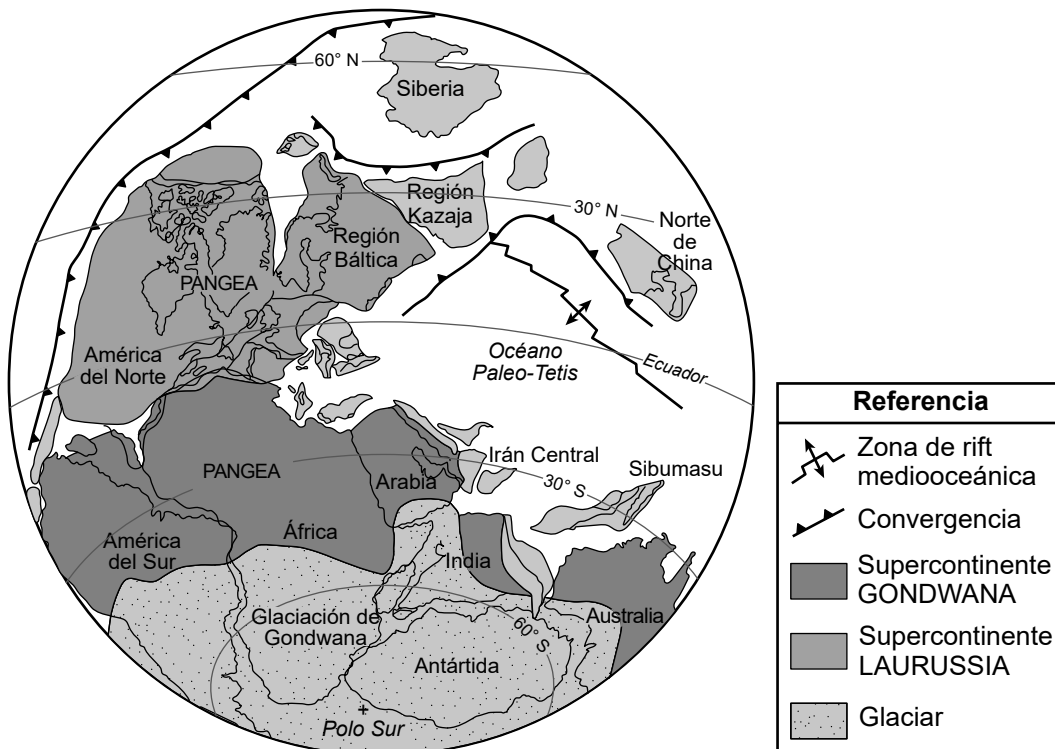 60° N
Siberia
Región
Kazaja
30° N
Norte
de
China
Región
Báltica
PANGEA
América
del Norte
Océano
Paleo-Tetis
Ecuador
PANGEA
Arabia
Irán Central
30° S
Sibumasu
África
América
del Sur
India
Glaciación de
Gondwana
60° S
Australia
Antártida
Polo Sur
Referencia
Zona de rift
mediooceánica
Convergencia
Supercontinente
GONDWANA
Supercontinente
LAURUSSIA
Glaciar